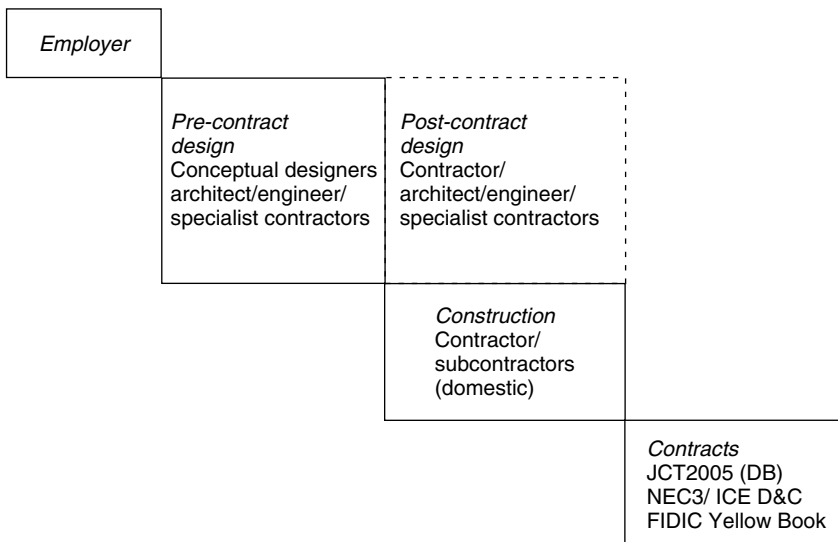 Employer
Pre-contract
design
Conceptual designers
architect/engineer/
specialist contractors
Post-contract
design
Contractor/
architect/engineer/
specialist contractors
Construction
Contractor/
subcontractors
(domestic)
Contracts
JCT2005 (DB)
NEC3/ ICE D&C
FIDIC Yellow Book